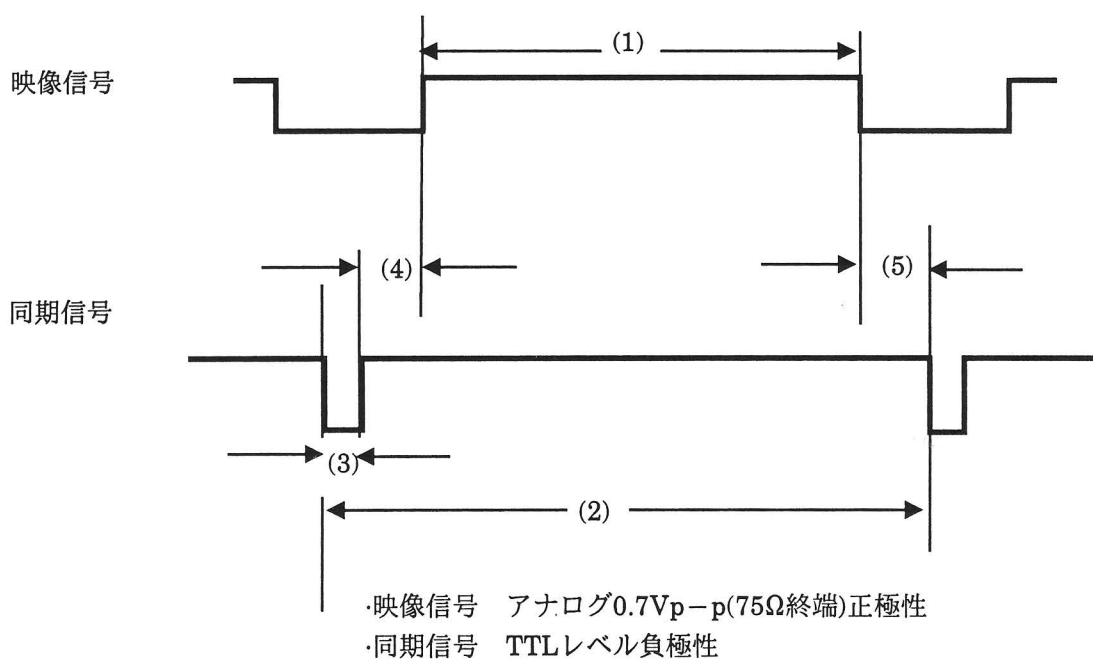 (1)
映像信号
(4)
(5)
同期信号
(3)
(2)
·映像信号 アナログ0.7Vp−p(75Ω終端)正極性
·同期信号 TTLレベル負極性